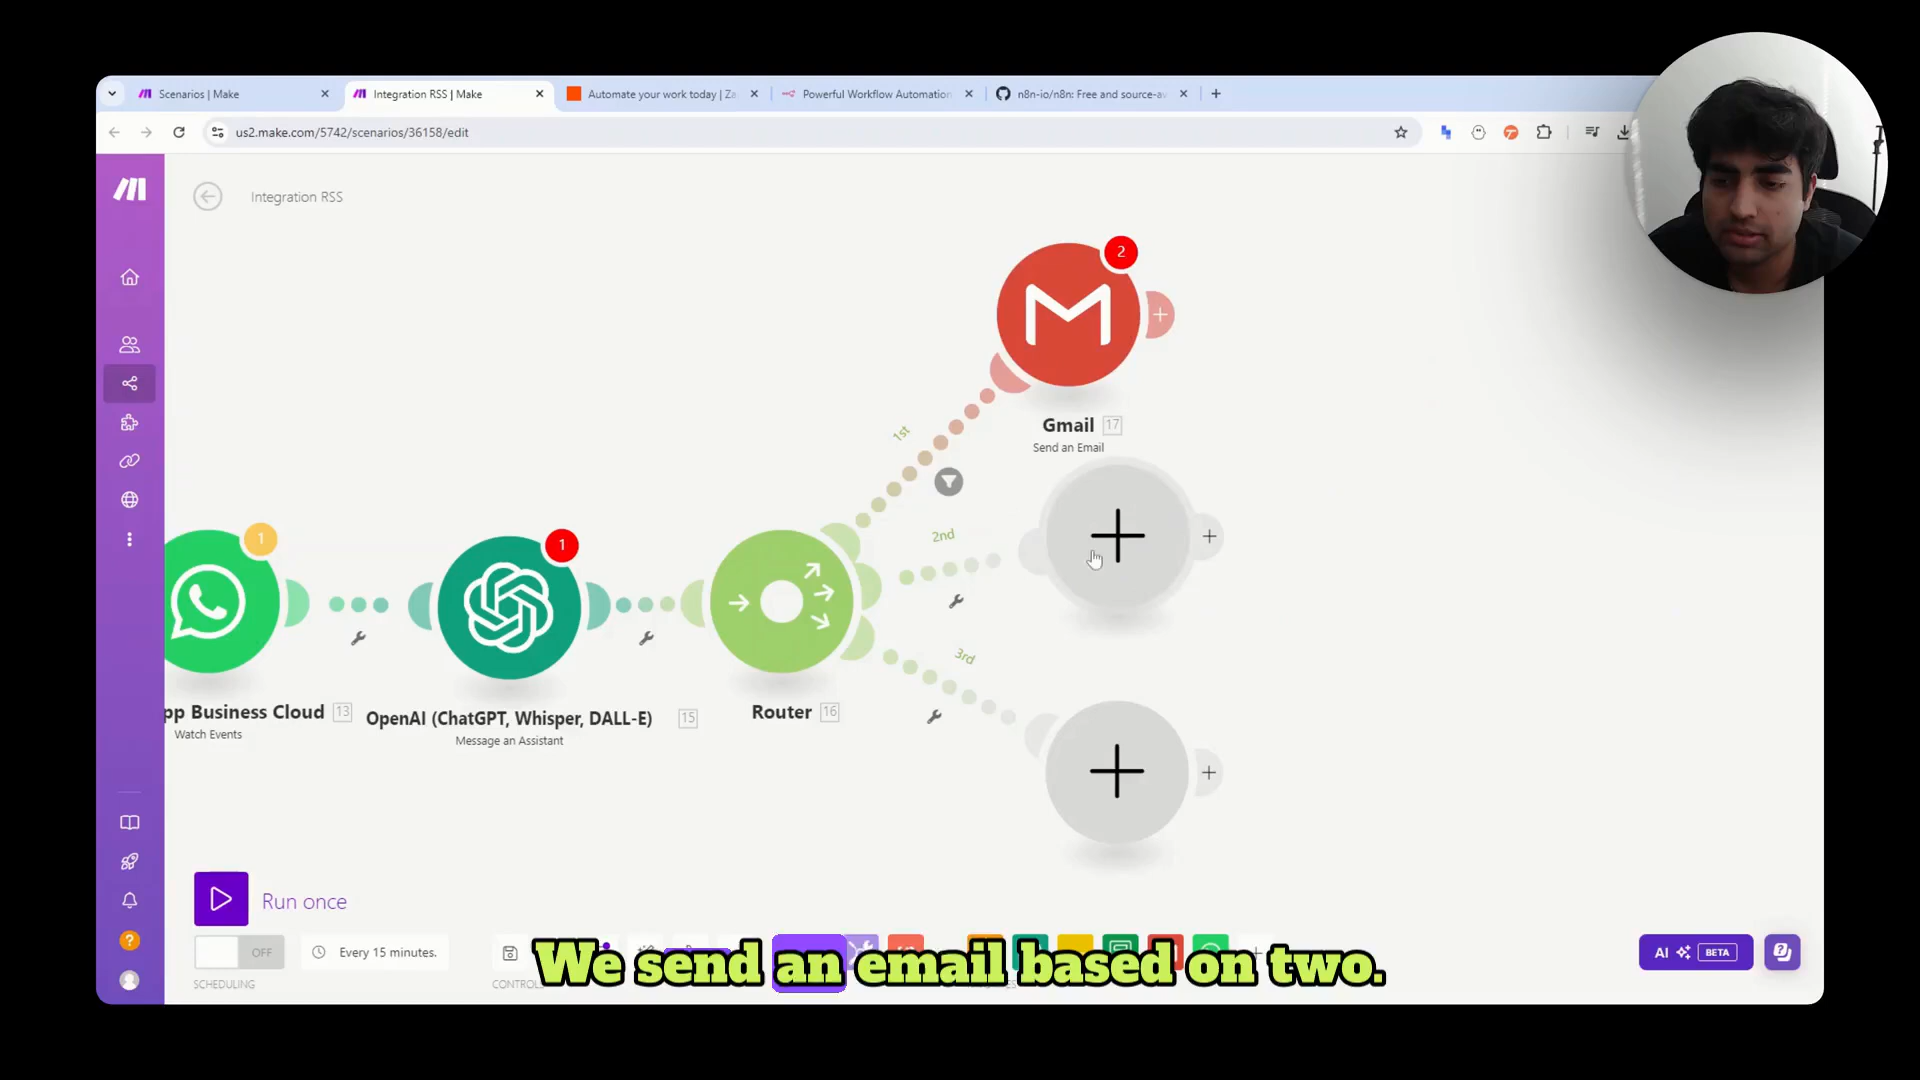 Scenarios | Make
Integration RSS | Make
Automate your work today | Za
Powerful Workflow Automation
n8n-io/n8n: Free and source-av
us2.make.com/5742/scenarios/36158/edit
Integration RSS
2
Gmail 17
Send an Email
1st
2nd
3rd
1
1
pp Business Cloud 13
Watch Events
OpenAI (ChatGPT, Whisper, DALL-E) 15
Message an Assistant
Router 16
Run once
OFF
Every 15 minutes.
We send an email based on two.
AI BETA
SCHEDULING